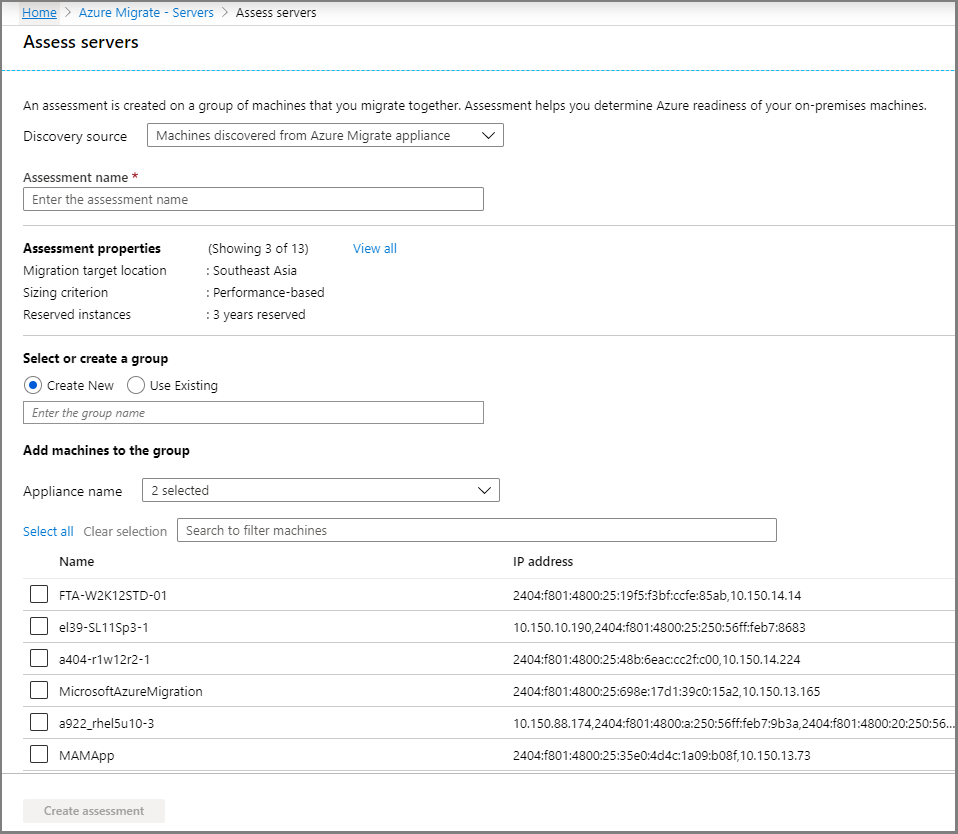 Home > Azure Migrate - Servers > Assess servers
Assess servers
An assessment is created on a group of machines that you migrate together. Assessment helps you determine Azure readiness of your on-premises machines.
Discovery source Machines discovered from Azure Migrate appliance
Assessment name *
Enter the assessment name
Assessment properties (Showing 3 of 13) View all
Migration target location : Southeast Asia
Sizing criterion : Performance-based
Reserved instances : 3 years reserved
Select or create a group
Create New Use Existing
Enter the group name
Add machines to the group
Appliance name 2 selected
Select all Clear selection Search to filter machines
Name IP address
FTA-W2K12STD-01 2404:f801:4800:25:19f5:f3bf:ccfe:85ab,10.150.14.14
el39-SL11Sp3-1 10.150.10.190,2404:f801:4800:25:250:56ff:feb7:8683
a404-r1w12r2-1 2404:f801:4800:25:48b:6eac:cc2f:c00,10.150.14.224
MicrosoftAzureMigration 2404:f801:4800:25:698e:17d1:39c0:15a2,10.150.13.165
a922_rhel5u10-3 10.150.88.174,2404:f801:4800:a:250:56ff:feb7:9b3a,2404:f801:4800:20:250:56...
MAMApp 2404:f801:4800:25:35e0:4d4c:1a09:b08f,10.150.13.73
Create assessment